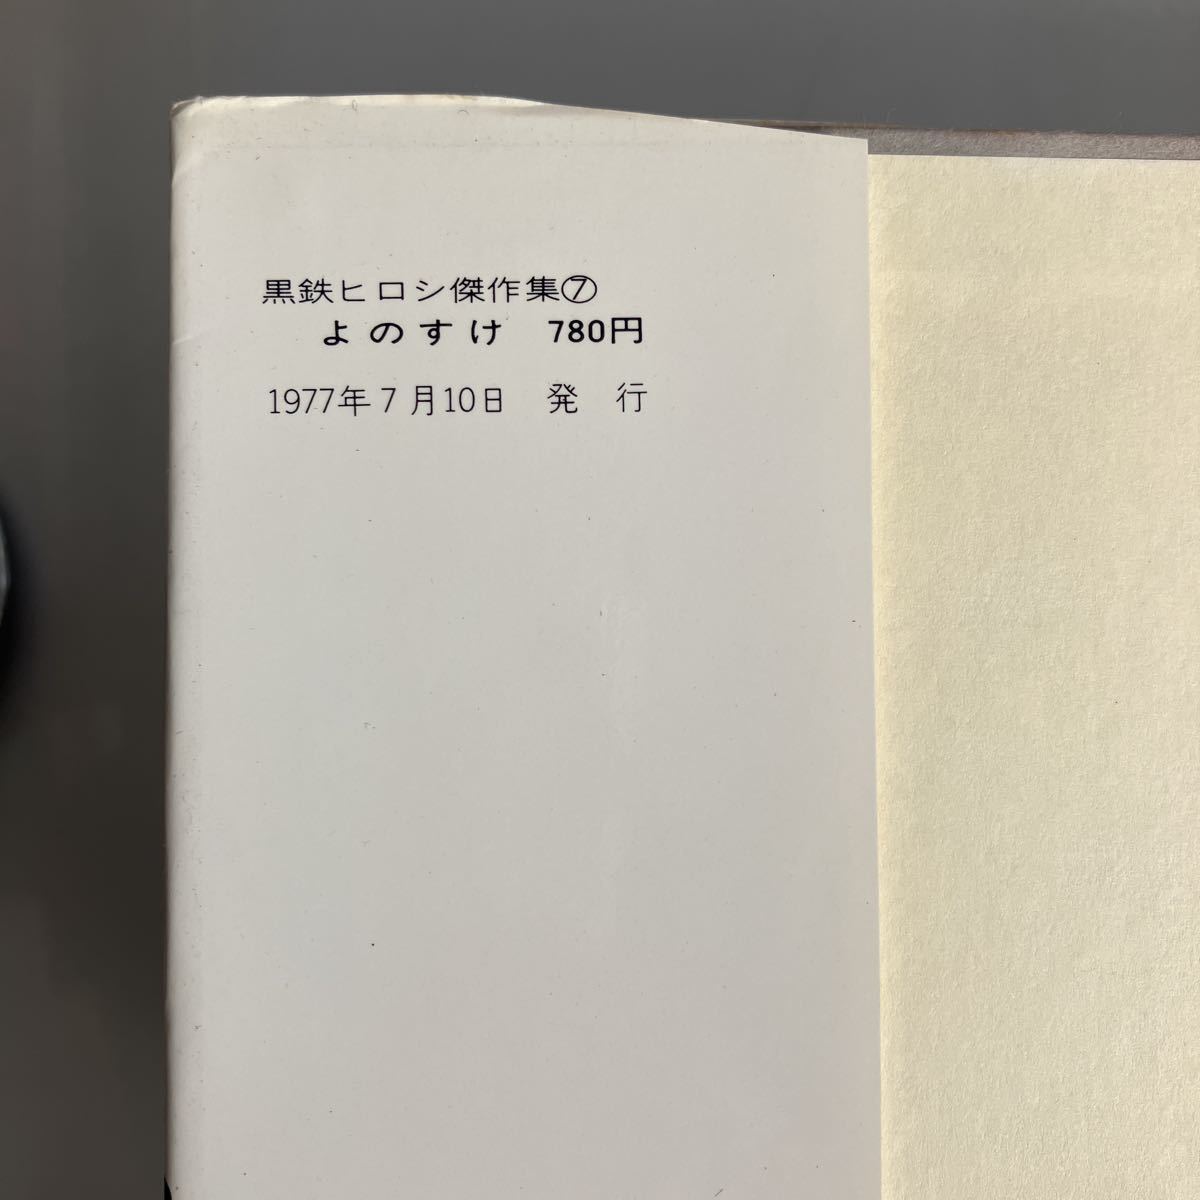 黒鉄ヒロシ傑作集⑦
よのすけ 780円
1977年7月10日 発行